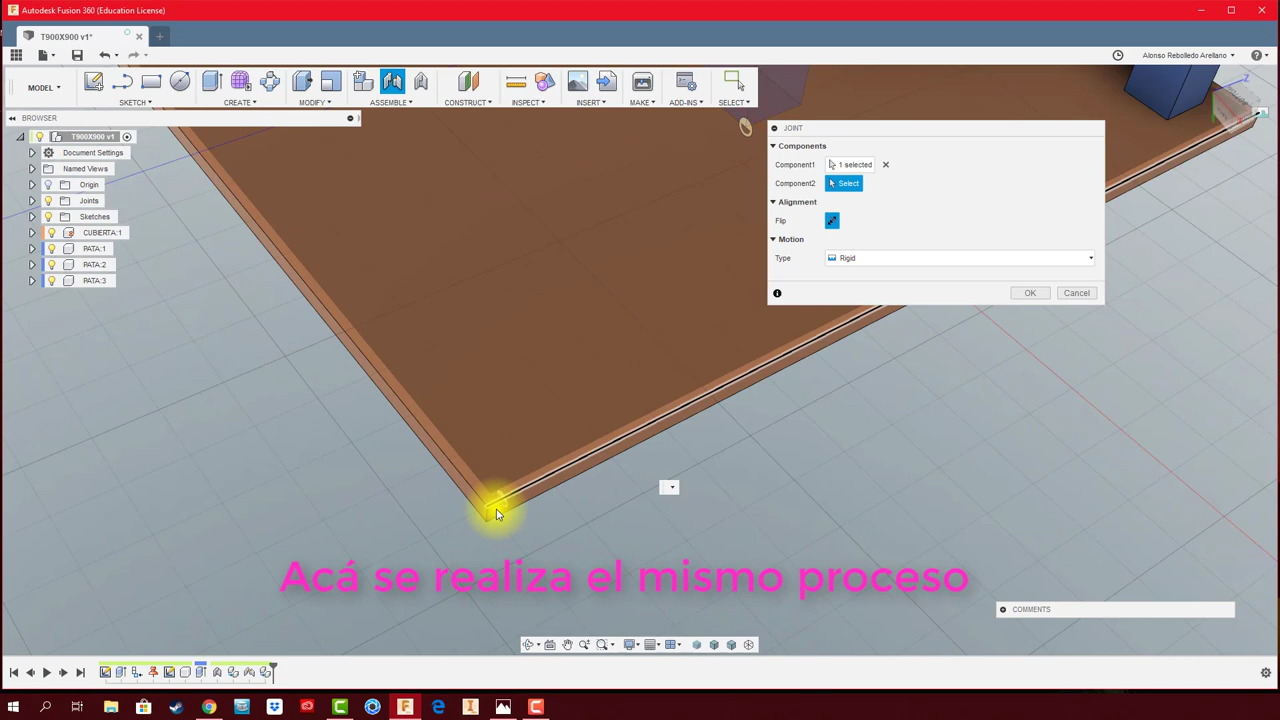 Autodesk Fusion 360 (Education License)
T900X900 v1*
Alonso Rebolledo Arellano
MODEL
SKETCH
CREATE
MODIFY
ASSEMBLE
CONSTRUCT
INSPECT
INSERT
MAKE
ADD-INS
SELECT
BROWSER
T900X900 v1
Document Settings
Named Views
Origin
Joints
Sketches
CUBIERTA:1
PATA:1
PATA:2
PATA:3
JOINT
Components
Component1 1 selected
Component2 Select
Alignment
Flip
Motion
Type Rigid
OK Cancel
Acá se realiza el mismo proceso
COMMENTS